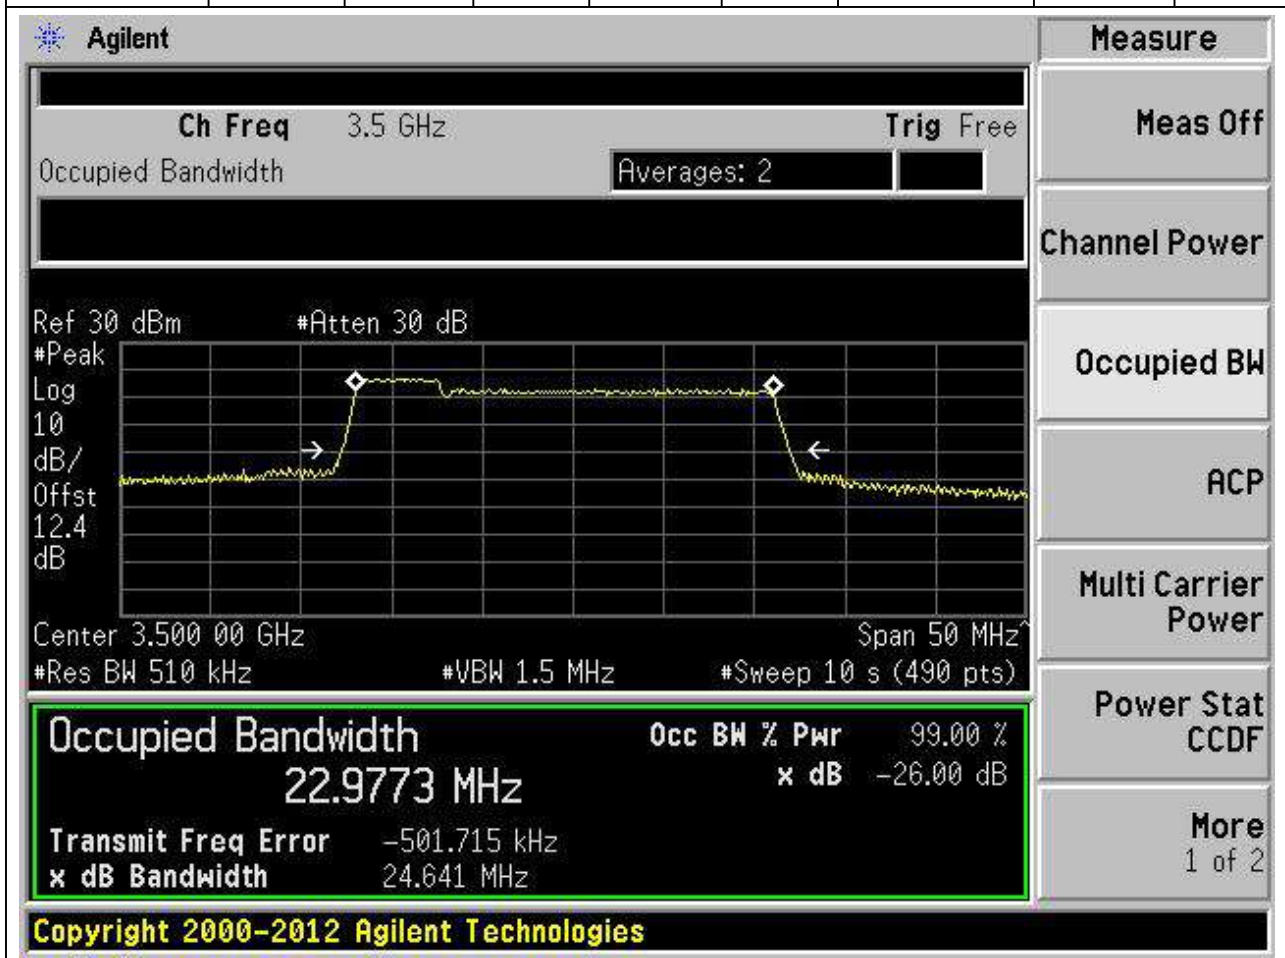 Agilent
Measure
Ch Freq 3.5 GHz Trig Free
Meas Off
Occupied Bandwidth Averages: 2
Channel Power
Ref 30 dBm #Atten 30 dB
#Peak
Log
10
dB/
Offst
12.4
dB
Occupied BW
ACP
Center 3.500 00 GHz Span 50 MHz^
#Res BW 510 kHz #VBW 1.5 MHz #Sweep 10 s (490 pts)
Multi Carrier
Power
Occupied Bandwidth Occ BW % Pwr 99.00 %
22.9773 MHz x dB -26.00 dB
Transmit Freq Error -501.715 kHz
x dB Bandwidth 24.641 MHz
Power Stat
CCDF
More
1 of 2
Copyright 2000-2012 Agilent Technologies